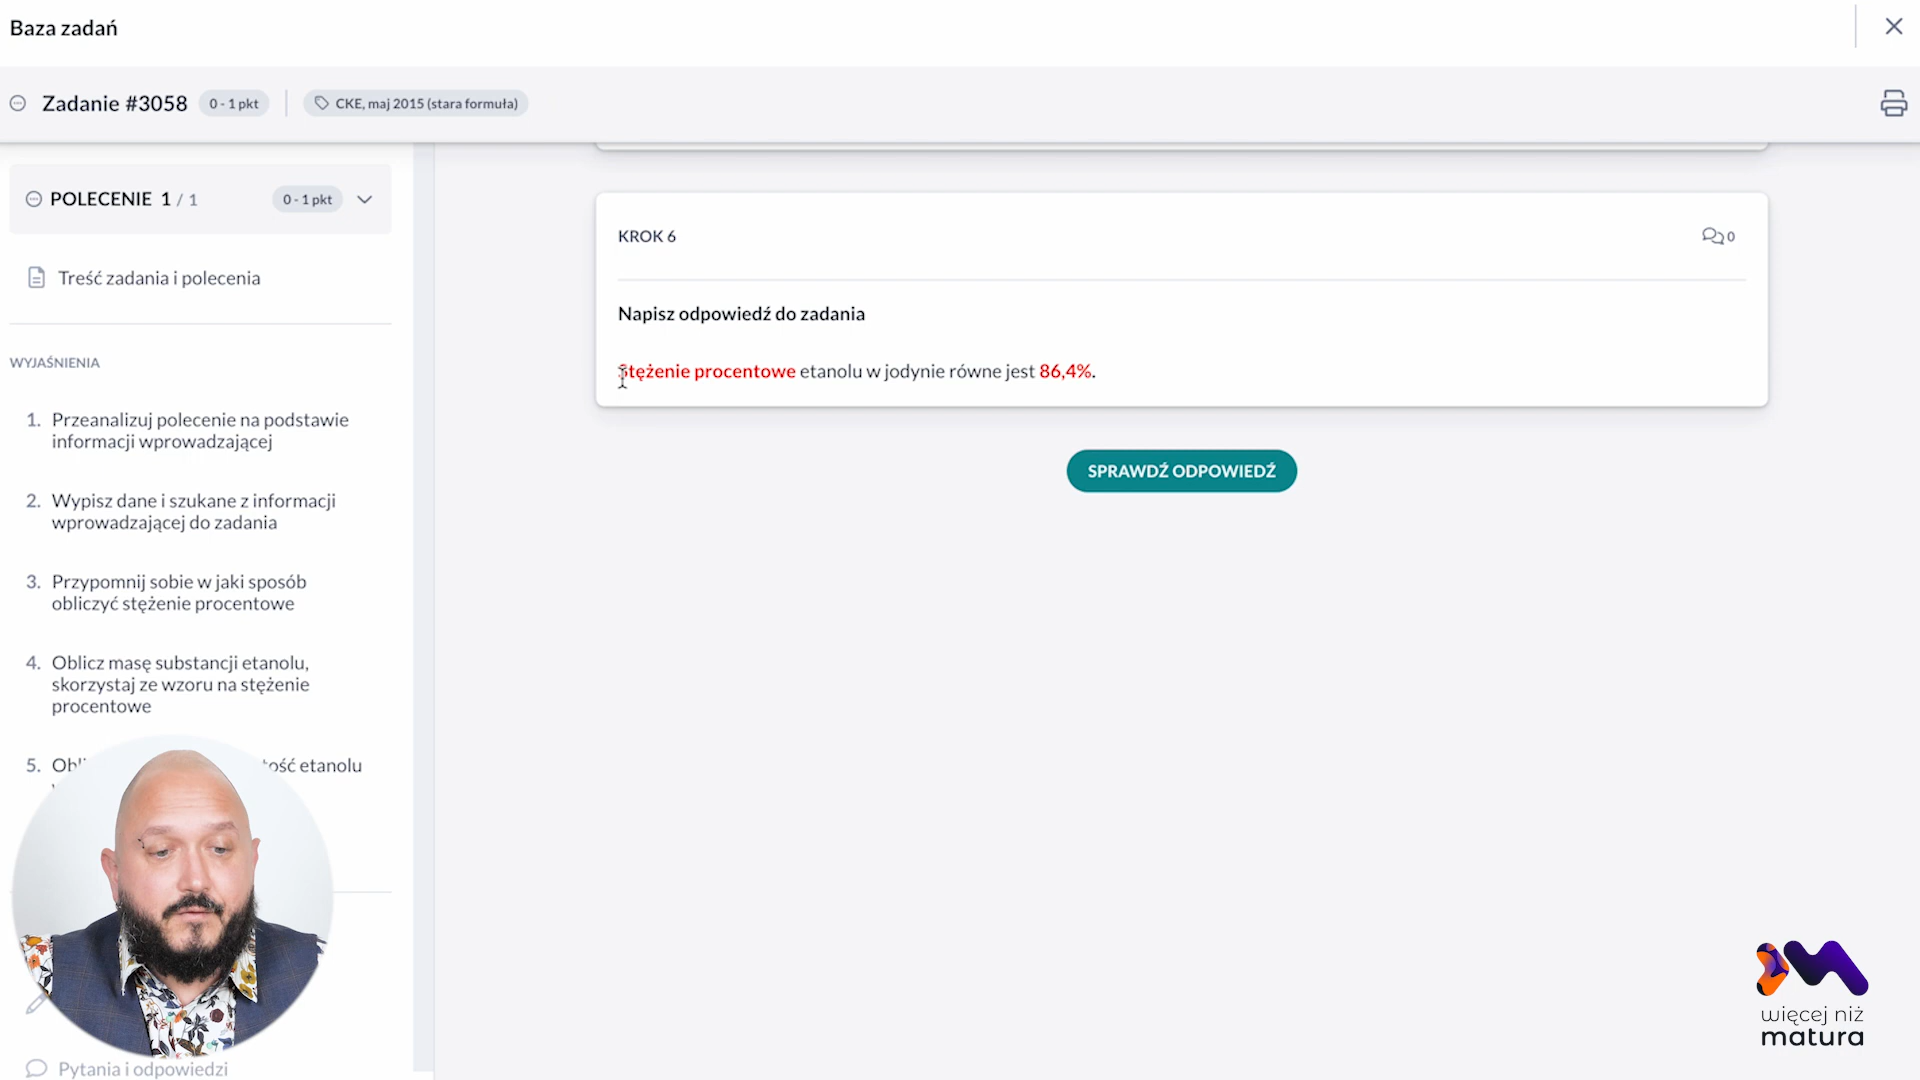 Baza zadań
Zadanie #3058
0 - 1 pkt
CKE, maj 2015 (stara formuła)
POLECENIE 1 / 1
0 - 1 pkt
Treść zadania i polecenia
WYJAŚNIENIA
1. Przeanalizuj polecenie na podstawie
informacji wprowadzającej
2. Wypisz dane i szukane z informacji
wprowadzającej do zadania
3. Przypomnij sobie w jaki sposób
obliczyć stężenie procentowe
4. Oblicz masę substancji etanolu,
skorzystaj ze wzoru na stężenie
procentowe
5. etanolu
Pytania i odpowiedzi
KROK 6
0
Napisz odpowiedź do zadania
Stężenie procentowe etanolu w jodynie równe jest 86,4%.
SPRAWDŹ ODPOWIEDŹ
więcej niż
matura